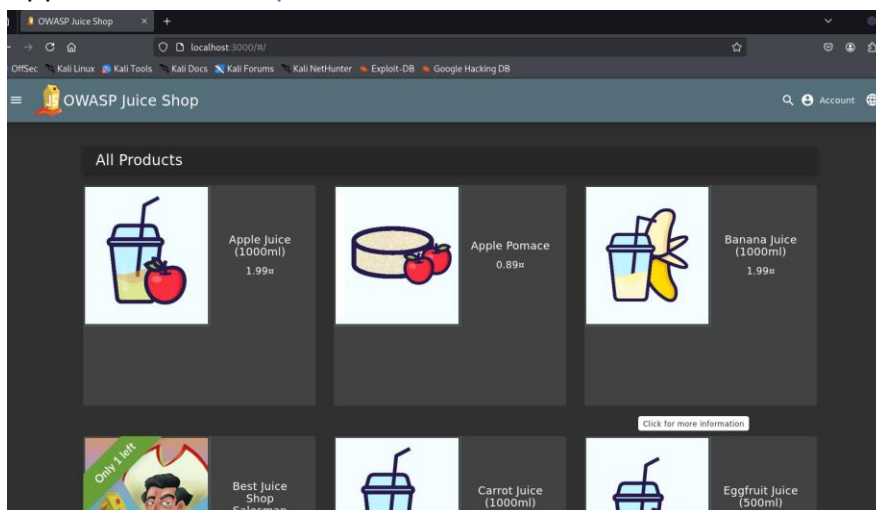 OWASP Juice Shop
localhost:3000/#/
OffSec Kali Linux Kali Tools Kali Docs Kali Forums Kali NetHunter Exploit-DB Google Hacking DB
OWASP Juice Shop
Account
All Products
Apple Juice
(1000ml)
1.99¤
Apple Pomace
0.89¤
Banana Juice
(1000ml)
1.99¤
Click for more information
Only 1 left
Best Juice
Shop
Salesman
Carrot Juice
(1000ml)
Eggfruit Juice
(500ml)